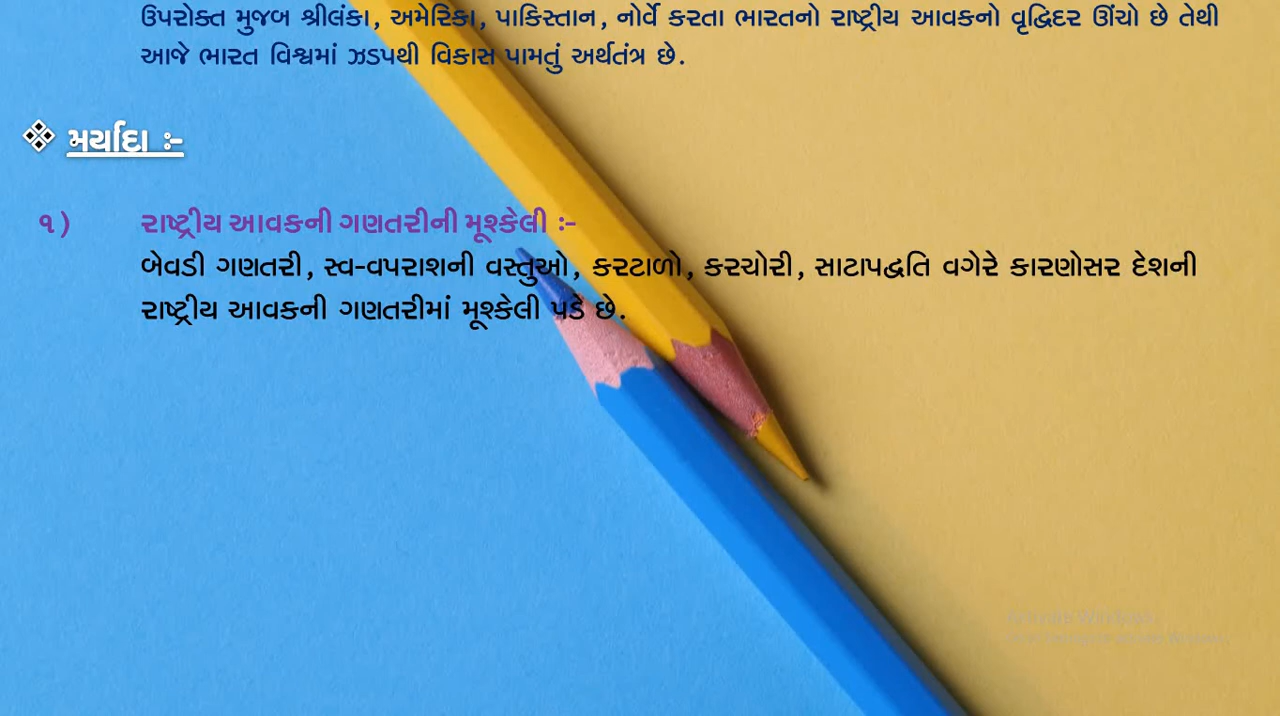 ઉપરોક્ત મુજબ શ્રીલંકા, અમેરિકા, પાકિસ્તાન, નોર્વે કરતા ભારતનો રાષ્ટ્રીય આવકનો વૃદ્ધિદર ઊંચો છે તેથી
આજે ભારત વિશ્વમાં ઝડપથી વિકાસ પામતું અર્થતંત્ર છે.
મર્યાદા :-
૧) રાષ્ટ્રીય આવકની ગણતરીની મૂશ્કેલી :-
બેવડી ગણતરી, સ્વ-વપરાશની વસ્તુઓ, કરટાળો, કરચોરી, સાટાપદ્ધતિ વગેરે કારણોસર દેશની
રાષ્ટ્રીય આવકની ગણતરીમાં મૂશ્કેલી પડે છે.